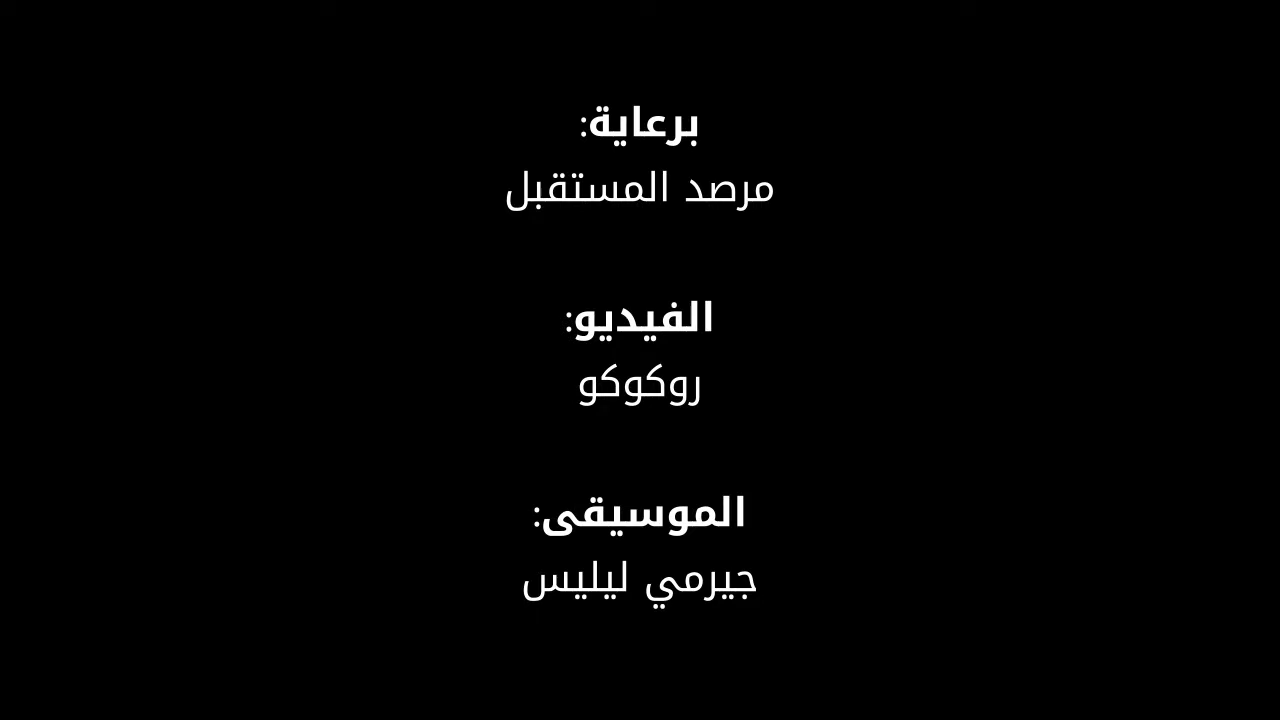 برعاية:
مرصد المستقبل
الفيديو:
روكوكو
الموسيقى:
جيرمي ليليس